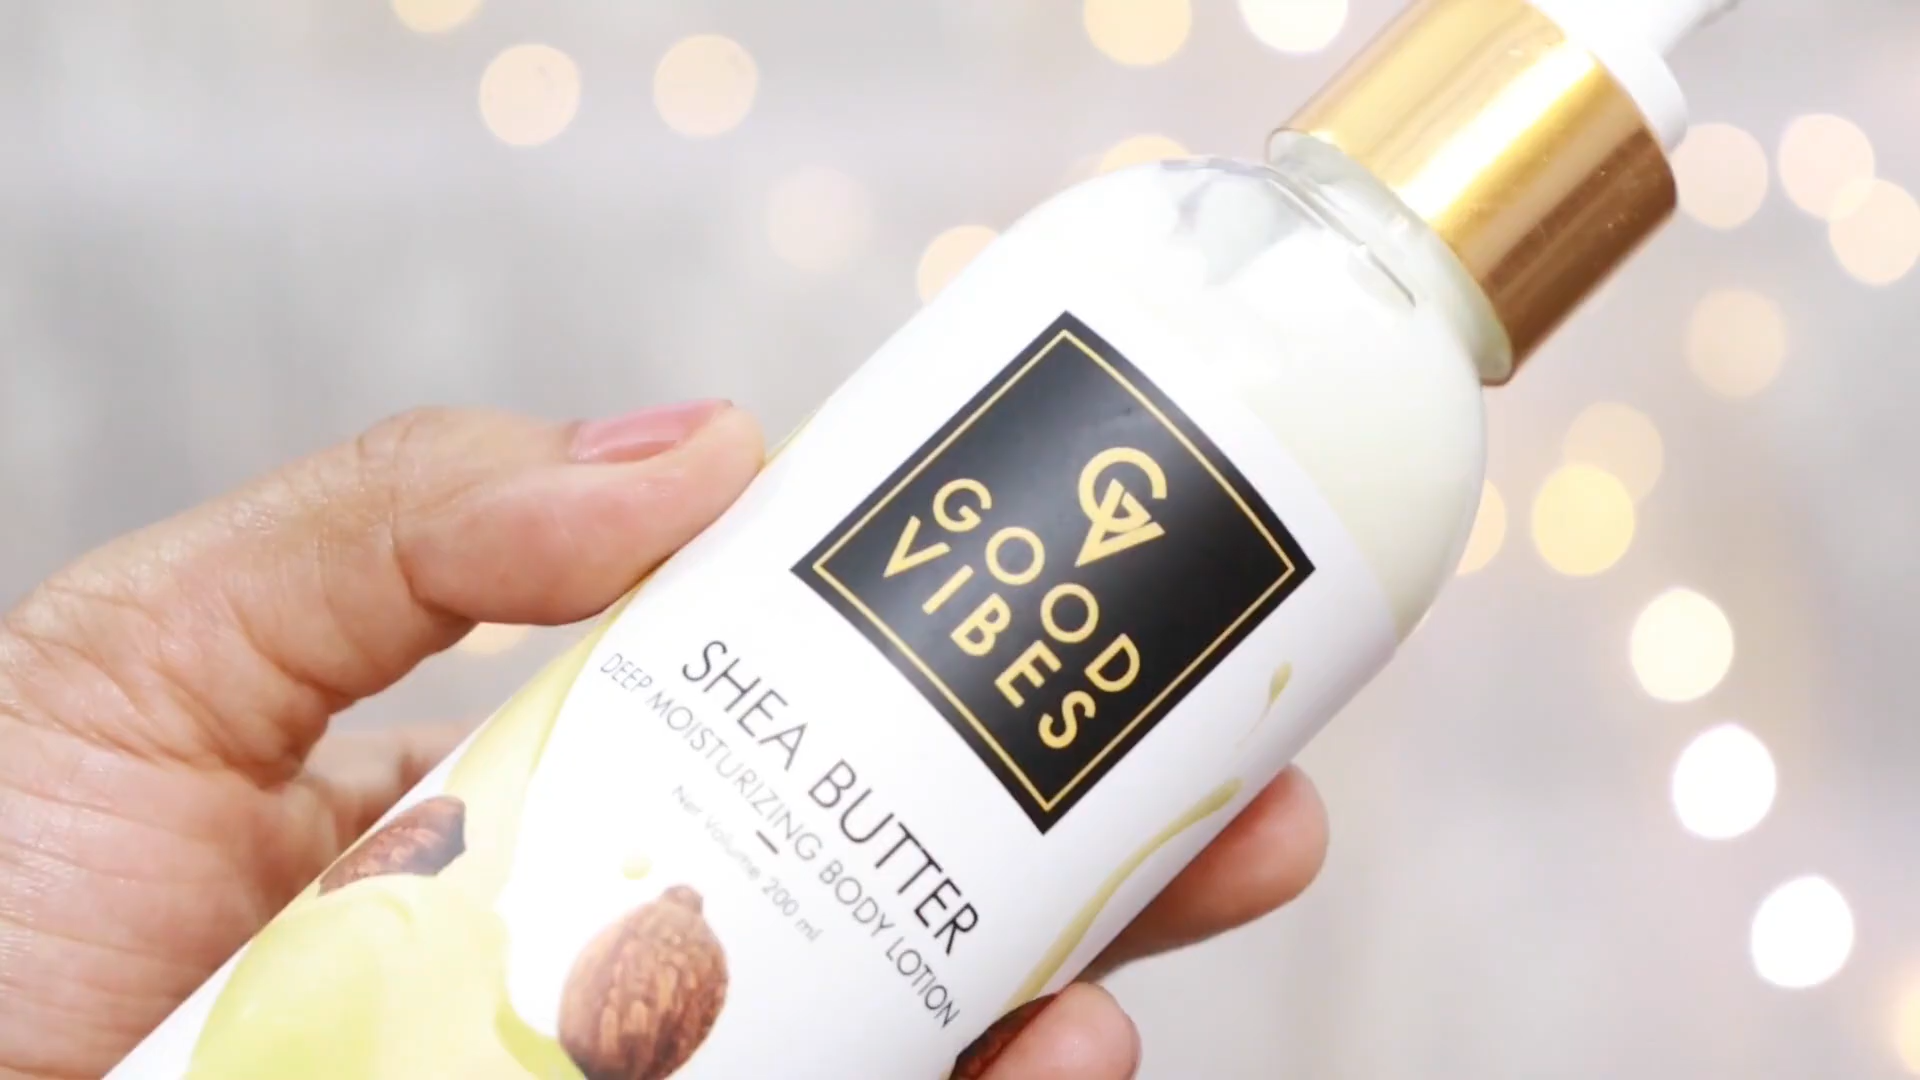 GV
GOOD
VIBES
SHEA BUTTER
DEEP MOISTURIZING BODY LOTION
Net Volume 200 ml